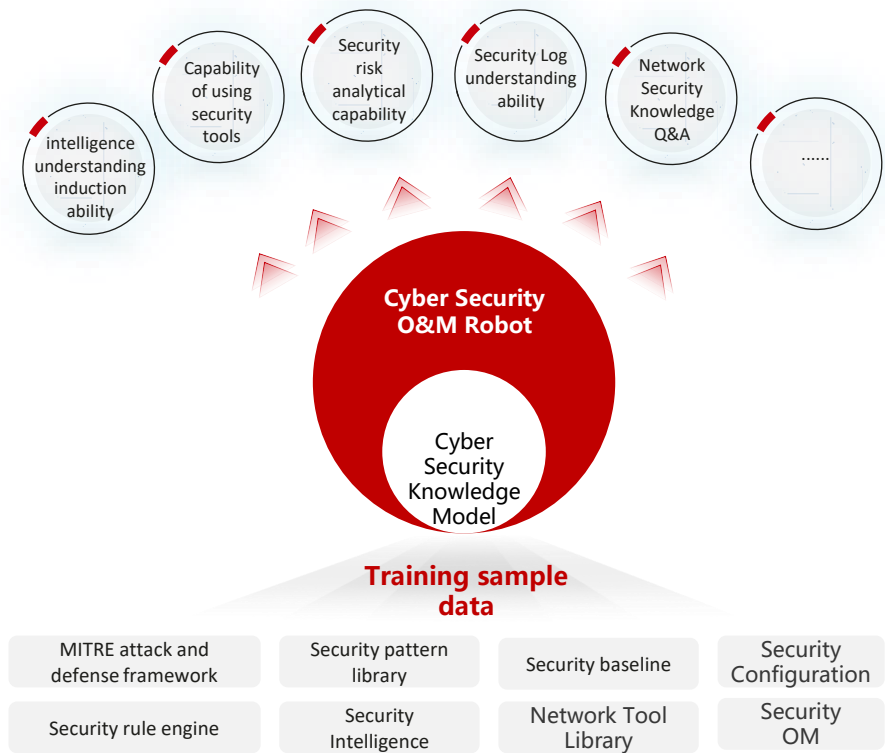 intelligence
understanding
induction
ability
Capability
of using
security
tools
Security
risk
analytical
capability
Security Log
understanding
ability
Network
Security
Knowledge
Q&A
......
Cyber Security
O&M Robot
Cyber
Security
Knowledge
Model
Training sample
data
MITRE attack and
defense framework
Security pattern
library
Security baseline
Security
Configuration
Security rule engine
Security
Intelligence
Network Tool
Library
Security
OM